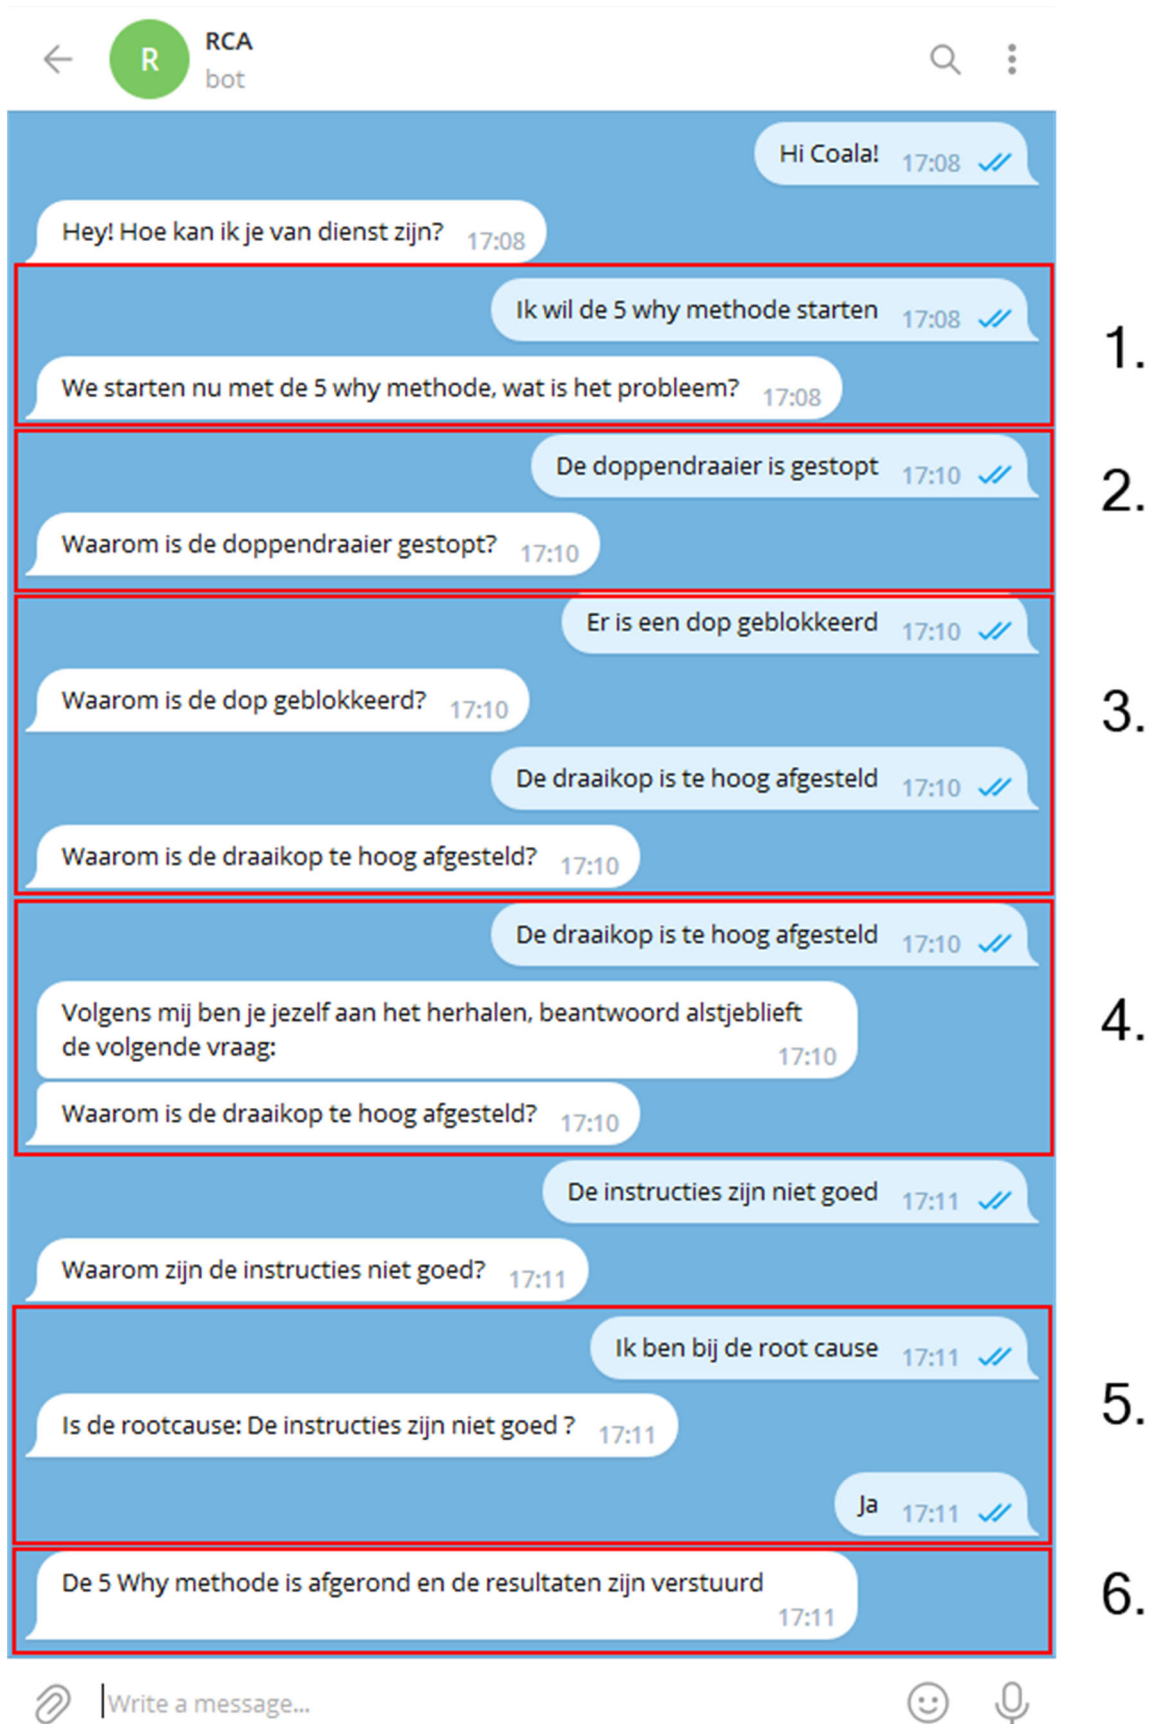 RCA
R
bot
Hi Coala! 17:08
Hey! Hoe kan ik je van dienst zijn? 17:08
Ik wil de 5 why methode starten 17:08
1.
We starten nu met de 5 why methode, wat is het probleem? 17:08
De doppendraaier is gestopt 17:10
2.
Waarom is de doppendraaier gestopt? 17:10
Er is een dop geblokkeerd 17:10
Waarom is de dop geblokkeerd? 17:10
3.
De draaikop is te hoog afgesteld 17:10
Waarom is de draaikop te hoog afgesteld? 17:10
De draaikop is te hoog afgesteld 17:10
Volgens mij ben je jezelf aan het herhalen, beantwoord alstjeblieft
4.
de volgende vraag: 17:10
Waarom is de draaikop te hoog afgesteld? 17:10
De instructies zijn niet goed 17:11
Waarom zijn de instructies niet goed? 17:11
Ik ben bij de root cause 17:11
5.
Is de rootcause: De instructies zijn niet goed ? 17:11
Ja 17:11
De 5 Why methode is afgerond en de resultaten zijn verstuurd
6.
17:11
Write a message...